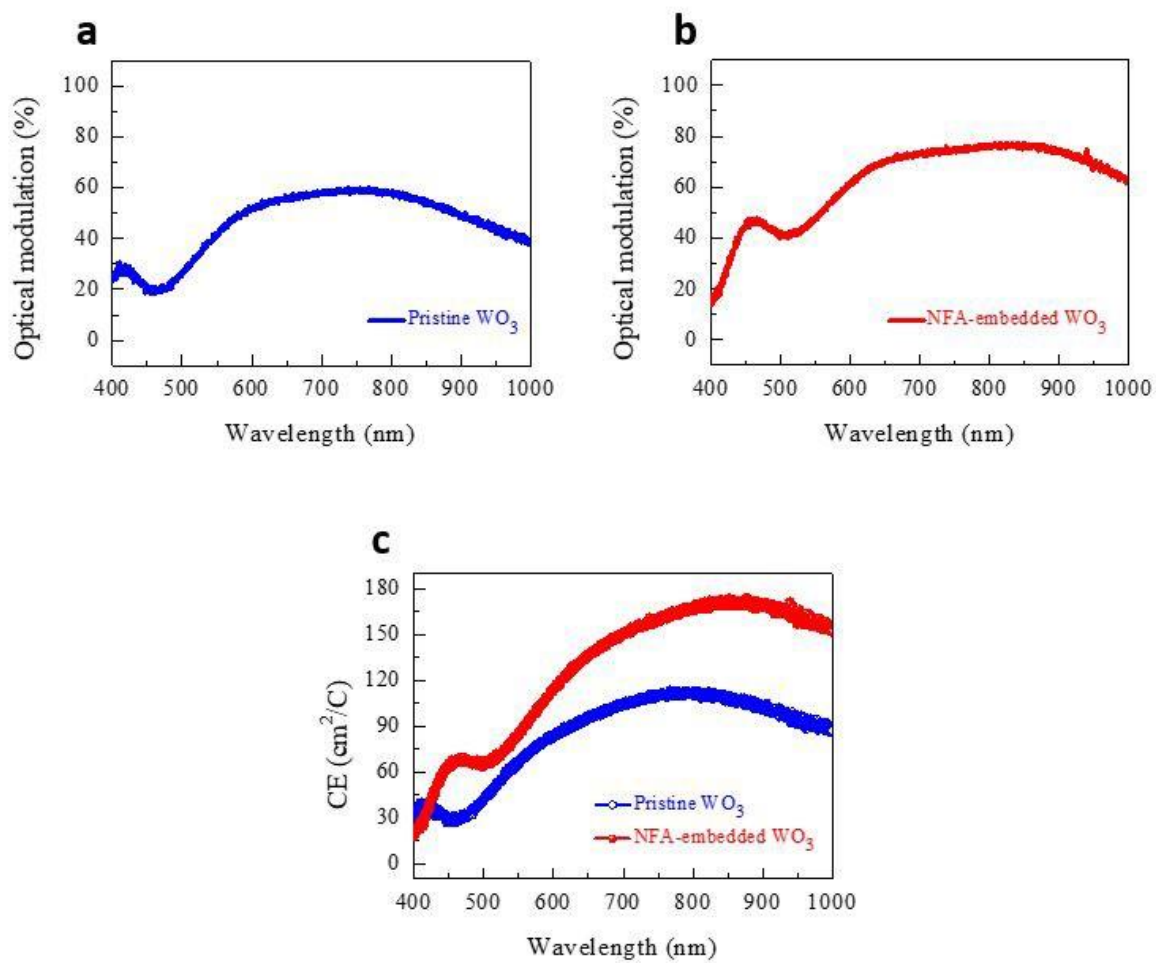 a
Optical modulation (%)
100
80
60
40
20
0
Pristine WO3
400 500 600 700 800 900 1000
Wavelength (nm)
b
Optical modulation (%)
100
80
60
40
20
0
NFA-embedded WO3
400 500 600 700 800 900 1000
Wavelength (nm)
c
CE (cm2/C)
180
150
120
90
60
30
0
Pristine WO3
NFA-embedded WO3
400 500 600 700 800 900 1000
Wavelength (nm)